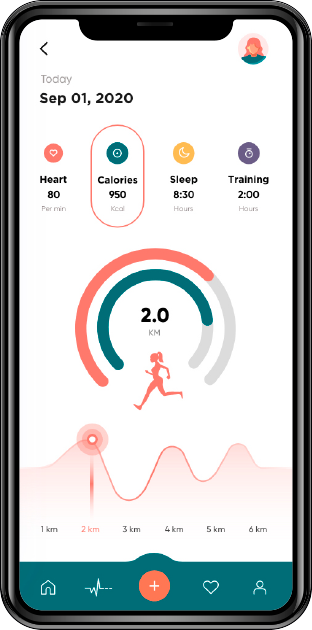 Today
Sep 01, 2020
Heart Calories Sleep Training
80 950 8:30 2:00
Per min Kcal Hours Hours
2.0
KM
1 km 2 km 3 km 4 km 5 km 6 km